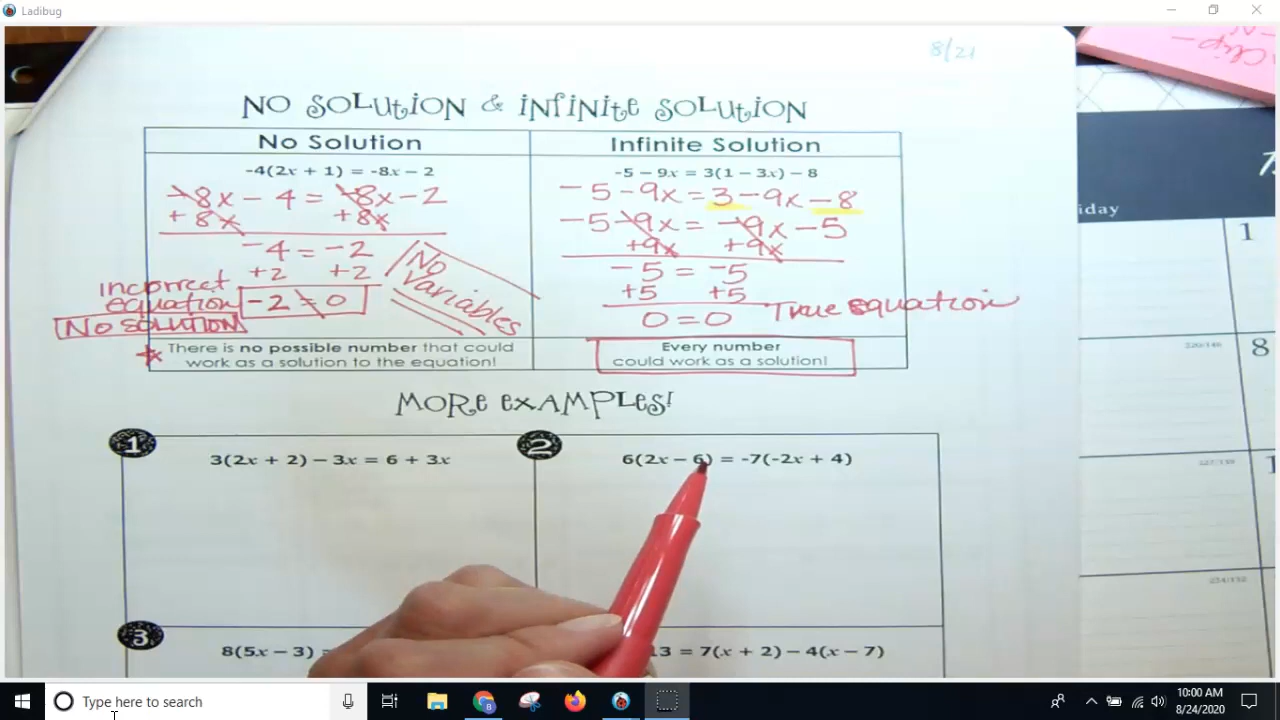 Ladibug
8/21
Clip-
NO SOLUTION & INFINITE SOLUTION
No Solution
-4(2x + 1) = -8x – 2
-8x - 4 = -8x - 2
+8x +8x
-4 = -2
+2 +2
-2 = 0
No
Variables
incorrect
equation
NO SOLUTION
There is no possible number that could
work as a solution to the equation!
Infinite Solution
-5 – 9x = 3(1 – 3x) – 8
-5 - 9x = 3 - 9x - 8
-5 - 9x = -9x - 5
+9x +9x
-5 = -5
+5 +5
0 = 0
True equation
Every number
could work as a solution!
MORE EXAMPLES!
1
3(2x + 2) – 3x = 6 + 3x
2
6(2x – 6) = -7(-2x + 4)
3
8(5x – 3) =
13 = 7(x + 2) – 4(x – 7)
iday
1
8
1
Type here to search
10:00 AM
8/24/2020